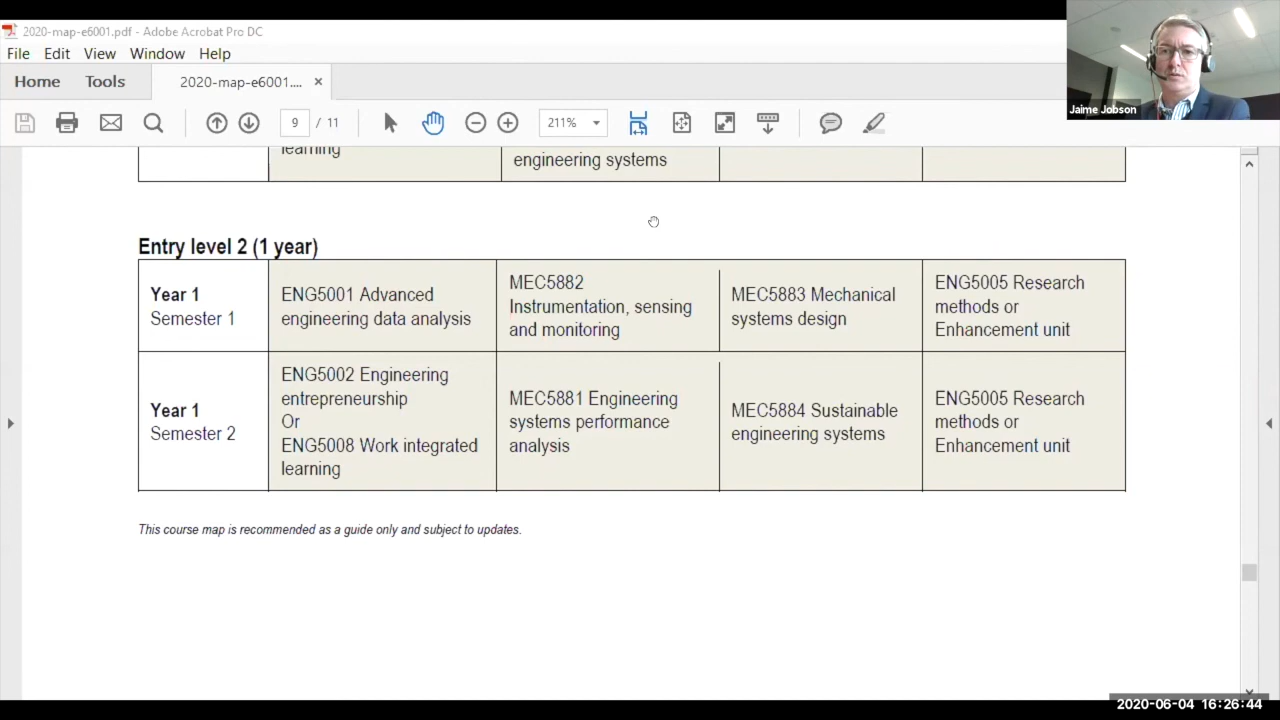 2020-map-e6001.pdf - Adobe Acrobat Pro DC
File Edit View Window Help
Home Tools 2020-map-e6001.... ×
9 / 11 211%
Jaime Jobson
learning
engineering systems
Entry level 2 (1 year)
Year 1
Semester 1
ENG5001 Advanced
engineering data analysis
MEC5882
Instrumentation, sensing
and monitoring
MEC5883 Mechanical
systems design
ENG5005 Research
methods or
Enhancement unit
Year 1
Semester 2
ENG5002 Engineering
entrepreneurship
Or
ENG5008 Work integrated
learning
MEC5881 Engineering
systems performance
analysis
MEC5884 Sustainable
engineering systems
ENG5005 Research
methods or
Enhancement unit
This course map is recommended as a guide only and subject to updates.
2020-06-04 16:26:44